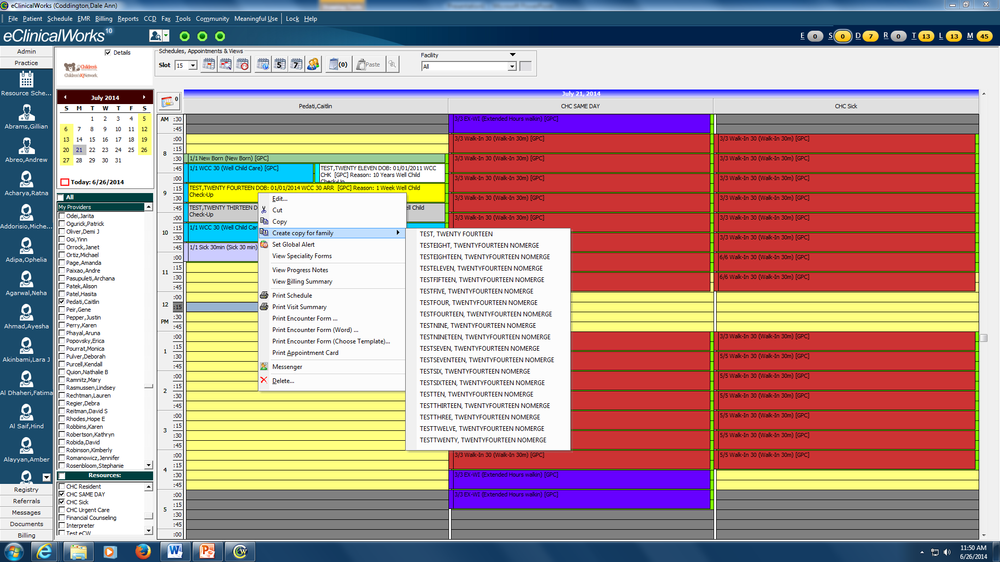 eClinicalWorks (Coddington,Dale Ann)
File Patient Schedule EMR Billing Reports CCD Fax Tools Community Meaningful Use Lock Help
eClinicalWorks 10
E 0 S 0 D 7 R 0 T 13 L 13 M 45
Admin
Practice
Resource Sche...
Abrams,Gillian
Abreo,Andrew
Acharya,Ratna
Addorisio,Miche...
Adipa,Ophelia
Agarwal,Neha
Ahmad,Ayesha
Akinbami,Lara J
Al Dhaheri,Fatima
Al Saif,Hind
Alayyan,Amber
Registry
Referrals
Messages
Documents
Billing
Details
Children's
Children'sIQNetwork
July 2014
S M T W T F S
1 2 3 4 5
6 7 8 9 10 11 12
13 14 15 16 17 18 19
20 21 22 23 24 25 26
27 28 29 30 31
Today: 6/26/2014
All
My Providers
Odei,Jarita
Ogurick,Patrick
Oliver,Demi J
Ooi,Yinn
Orrock,Janet
Ortiz,Michael
Page,Amanda
Paixao,Andre
Pasupuleti,Archana
Patek,Alison
Patel,Hasita
Pedati,Caitlin
Peir,Gene
Pepper,Justin
Perry,Karen
Phayal,Aruna
Popovsky,Erica
Pourrat,Monica
Pulver,Deborah
Purcell,Kendall
Quion,Nathalie B
Ramnitz,Mary
Rasmussen,Lindsey
Rechtman,Lauren
Regier,Debra
Reitman,David S
Rhodes,Hope E
Robbins,Karen
Robertson,Kathryn
Robida,David
Robinson,Kimberly
Romanowicz,Jennifer
Rosenbloom,Stephanie
Resources:
CHC Resident
CHC SAME DAY
CHC Sick
CHC Urgent Care
Financial Counseling
Interpreter
Test eCW
Schedules, Appointments & Views
Slot 15
5 7 (0) Paste
Facility
All
0
July 21, 2014
Pedati,Caitlin CHC SAME DAY CHC Sick
AM :30
:45
8 :00
:15
:30
:45
9 :00
:15
:30
:45
10 :00
:15
:30
:45
11 :00
:15
:30
:45
12 :00
:15
PM :30
:45
1 :00
:15
:30
:45
2 :00
:15
:30
:45
3 :00
:15
:30
:45
4 :00
:15
:30
:45
5 :00
:15
:30
:45
:00
1/1 New Born (New Born) [GPC]
1/1 WCC 30 (Well Child Care) [GPC]
TEST,TWENTY ELEVEN DOB: 01/01/2011 WCC
CHK [GPC] Reason: 10 Years Well Child
Check-Up
TEST,TWENTY FOURTEEN DOB: 01/01/2014 WCC 30 ARR [GPC] Reason: 1 Week Well Child
Check-Up
TEST,TWENTY THIRTEEN D
ell Child
Check-Up
1/1 WCC 30 (Well Child Car
1/1 Sick 30min (Sick 30 min)
Edit...
Cut
Copy
Create copy for family
Set Global Alert
View Speciality Forms
View Progress Notes
View Billing Summary
Print Schedule
Print Visit Summary
Print Encounter Form ...
Print Encounter Form (Word) ...
Print Encounter Form (Choose Template)...
Print Appointment Card
Messenger
Delete...
TEST, TWENTY FOURTEEN
TESTEIGHT, TWENTYFOURTEEN NOMERGE
TESTEIGHTEEN, TWENTYFOURTEEN NOMERGE
TESTELEVEN, TWENTYFOURTEEN NOMERGE
TESTFIFTEEN, TWENTYFOURTEEN NOMERGE
TESTFIVE, TWENTYFOURTEEN NOMERGE
TESTFOUR, TWENTYFOURTEEN NOMERGE
TESTFOURTEEN, TWENTYFOURTEEN NOMERGE
TESTNINE, TWENTYFOURTEEN NOMERGE
TESTNINETEEN, TWENTYFOURTEEN NOMERGE
TESTSEVEN, TWENTYFOURTEEN NOMERGE
TESTSEVENTEEN, TWENTYFOURTEEN NOMERGE
TESTSIX, TWENTYFOURTEEN NOMERGE
TESTSIXTEEN, TWENTYFOURTEEN NOMERGE
TESTTEN, TWENTYFOURTEEN NOMERGE
TESTTHIRTEEN, TWENTYFOURTEEN NOMERGE
TESTTHREE, TWENTYFOURTEEN NOMERGE
TESTTWELVE, TWENTYFOURTEEN NOMERGE
TESTTWENTY, TWENTYFOURTEEN NOMERGE
3/3 EX-WI (Extended Hours walkin) [GPC]
3/3 Walk-In 30 (Walk-In 30m) [GPC]
3/3 Walk-In 30 (Walk-In 30m) [GPC]
3/3 Walk-In 30 (Walk-In 30m) [GPC]
3/3 Walk-In 30 (Walk-In 30m) [GPC]
3/3 Walk-In 30 (Walk-In 30m) [GPC]
3/3 Walk-In 30 (Walk-In 30m) [GPC]
3/3 EX-WI (Extended Hours walkin) [GPC]
3/3 EX-WI (Extended Hours walkin) [GPC]
3/3 Walk-In 30 (Walk-In 30m) [GPC]
3/3 Walk-In 30 (Walk-In 30m) [GPC]
3/3 Walk-In 30 (Walk-In 30m) [GPC]
3/3 Walk-In 30 (Walk-In 30m) [GPC]
3/3 Walk-In 30 (Walk-In 30m) [GPC]
3/3 Walk-In 30 (Walk-In 30m) [GPC]
6/6 Walk-In 30 (Walk-In 30m) [GPC]
6/6 Walk-In 30 (Walk-In 30m) [GPC]
3/3 Walk-In 30 (Walk-In 30m) [GPC]
5/5 Walk-In 30 (Walk-In 30m) [GPC]
5/5 Walk-In 30 (Walk-In 30m) [GPC]
5/5 Walk-In 30 (Walk-In 30m) [GPC]
5/5 Walk-In 30 (Walk-In 30m) [GPC]
5/5 Walk-In 30 (Walk-In 30m) [GPC]
5/5 Walk-In 30 (Walk-In 30m) [GPC]
11:50 AM
6/26/2014